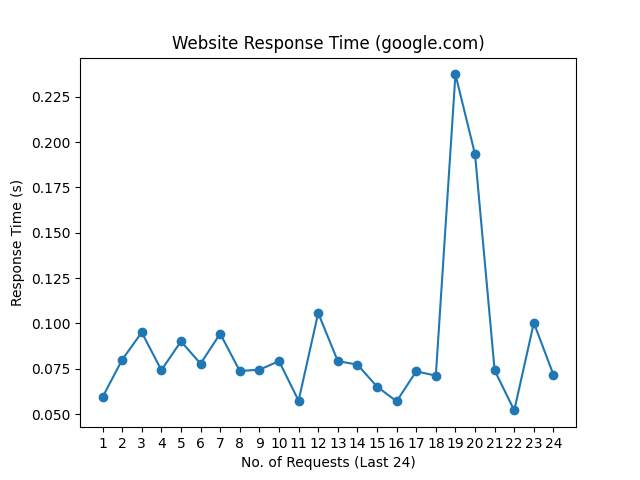 Website Response Time (google.com)
0.225
0.200
0.175
0.150
0.125
0.100
0.075
0.050
Response Time (s)
1 2 3 4 5 6 7 8 9 10 11 12 13 14 15 16 17 18 19 20 21 22 23 24
No. of Requests (Last 24)